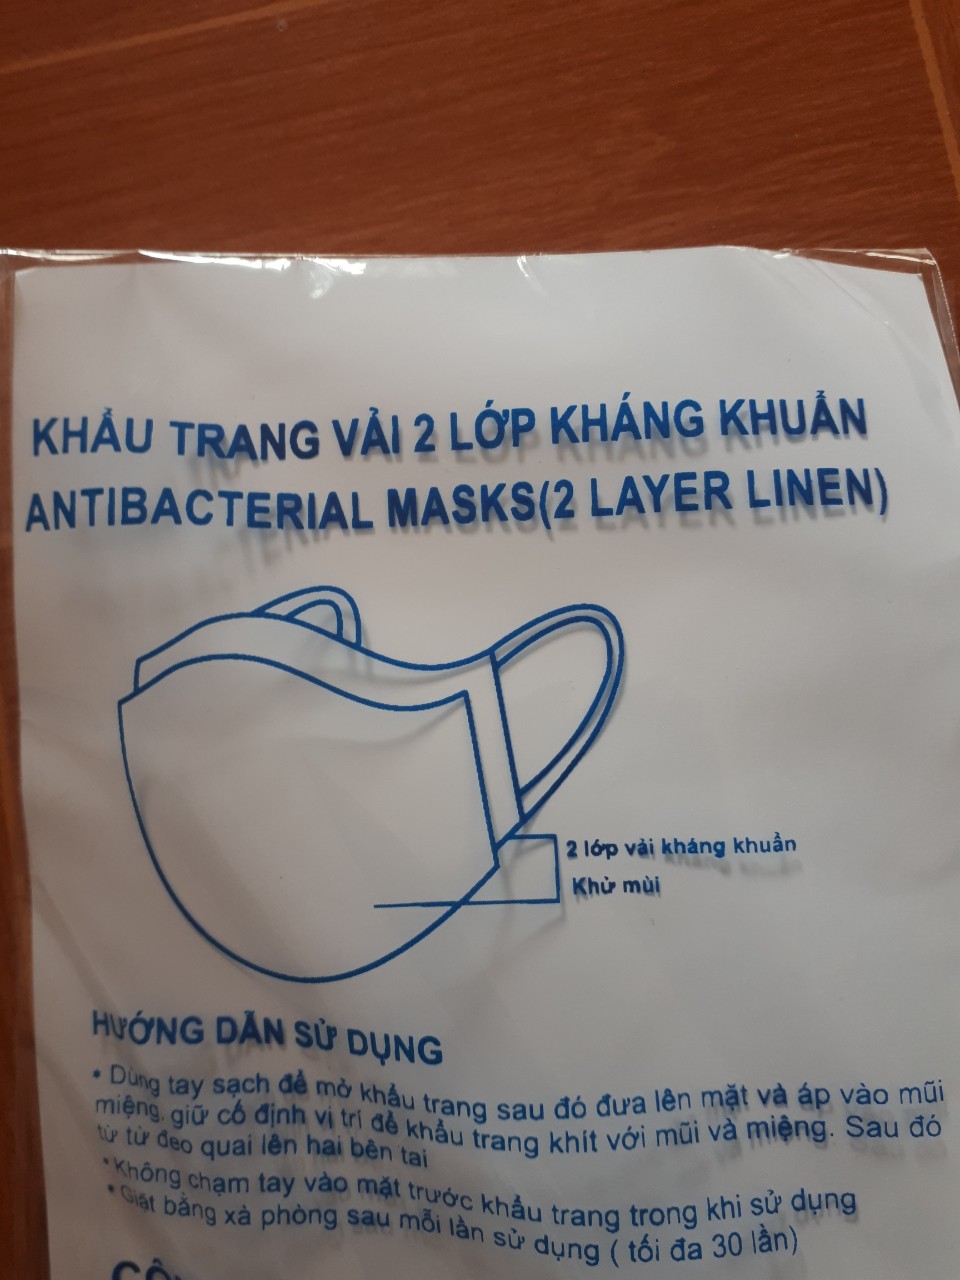 KHẨU TRANG VẢI 2 LỚP KHÁNG KHUẨN
ANTIBACTERIAL MASKS(2 LAYER LINEN)
2 lớp vải kháng khuẩn
Khử mùi
HƯỚNG DẪN SỬ DỤNG
• Dùng tay sạch để mở khẩu trang sau đó đưa lên mặt và áp vào mũi
miệng. giữ cố định vị trí để khẩu trang khít với mũi và miệng. Sau đó
từ từ đeo quai lên hai bên tai
• Không chạm tay vào mặt trước khẩu trang trong khi sử dụng
• Giặt bằng xà phòng sau mỗi lần sử dụng ( tối đa 30 lần)